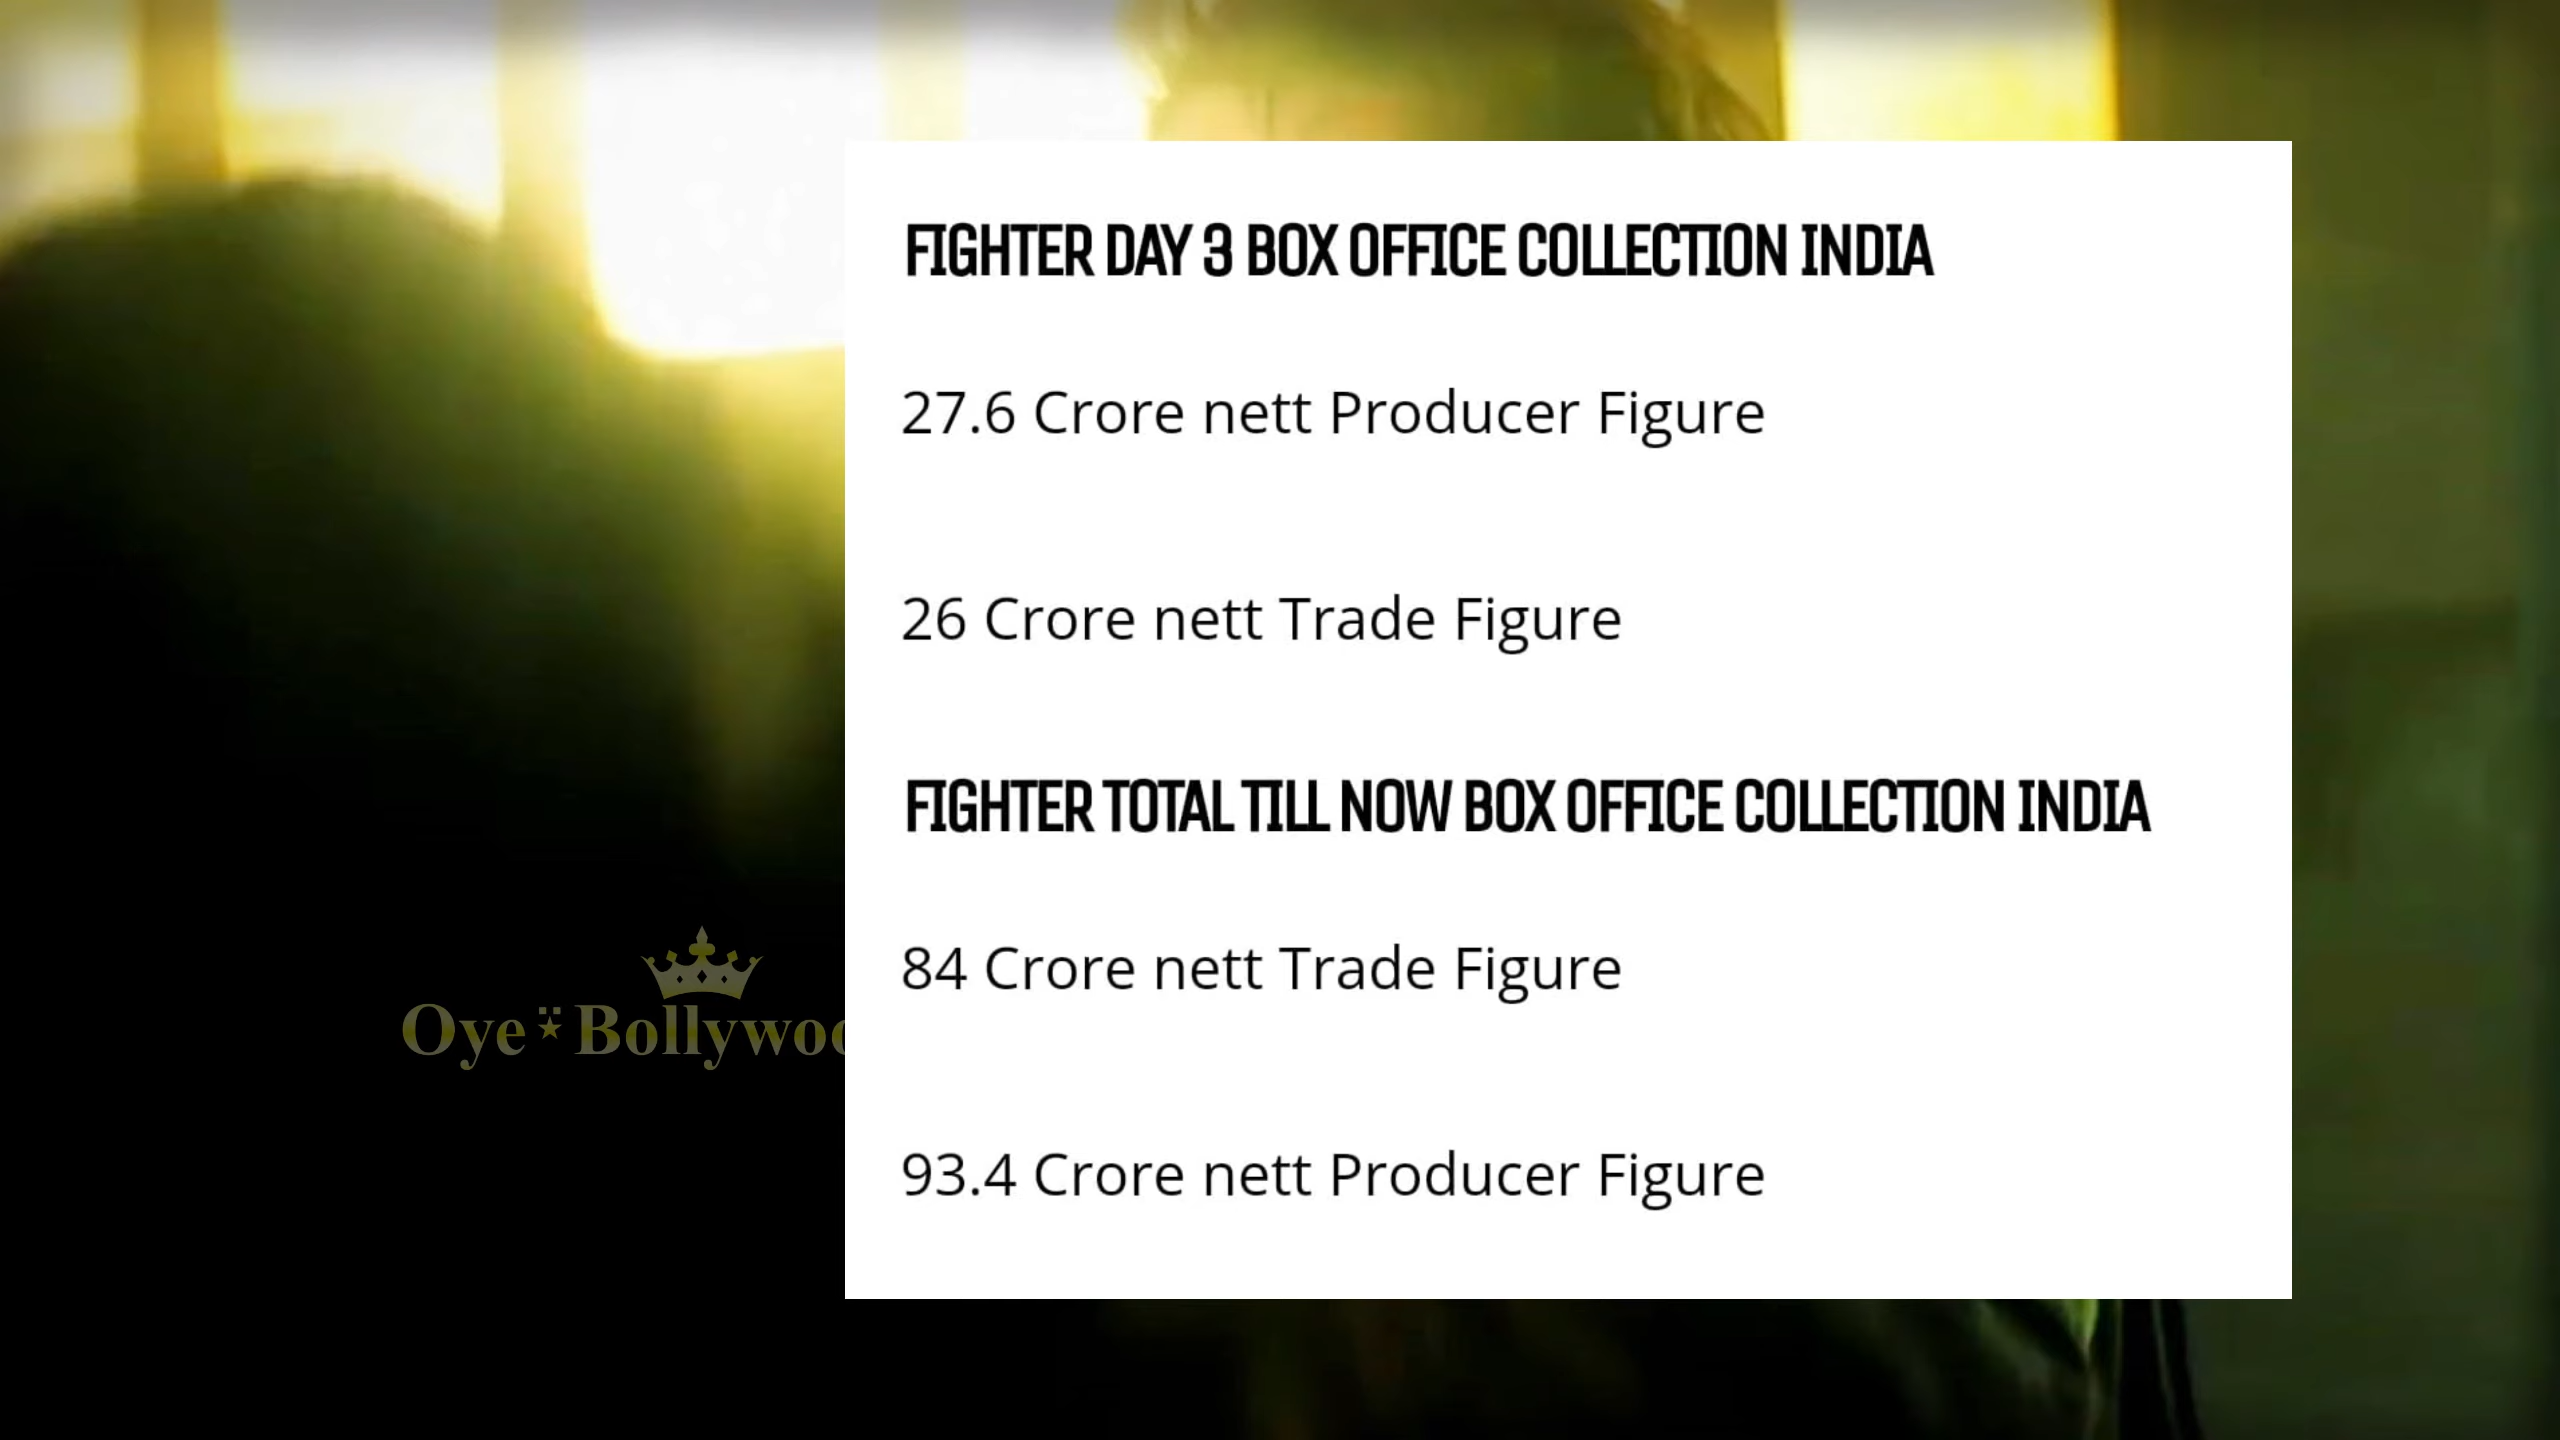 FIGHTER DAY 3 BOX OFFICE COLLECTION INDIA
27.6 Crore nett Producer Figure
26 Crore nett Trade Figure
FIGHTER TOTAL TILL NOW BOX OFFICE COLLECTION INDIA
84 Crore nett Trade Figure
93.4 Crore nett Producer Figure
Oye Bollywoo